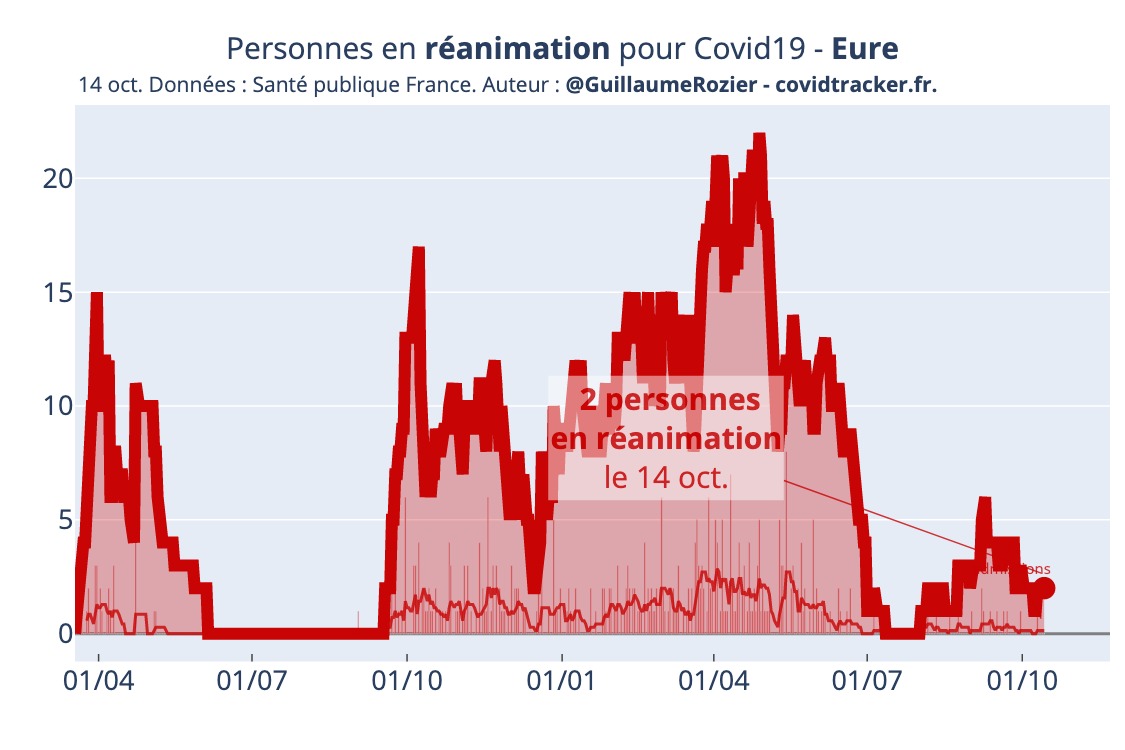 Personnes en réanimation pour Covid19 - Eure
14 oct. Données : Santé publique France. Auteur : @GuillaumeRozier - covidtracker.fr.
20
15
10
5
0
2 personnes
en réanimation
le 14 oct.
01/04 01/07 01/10 01/01 01/04 01/07 01/10